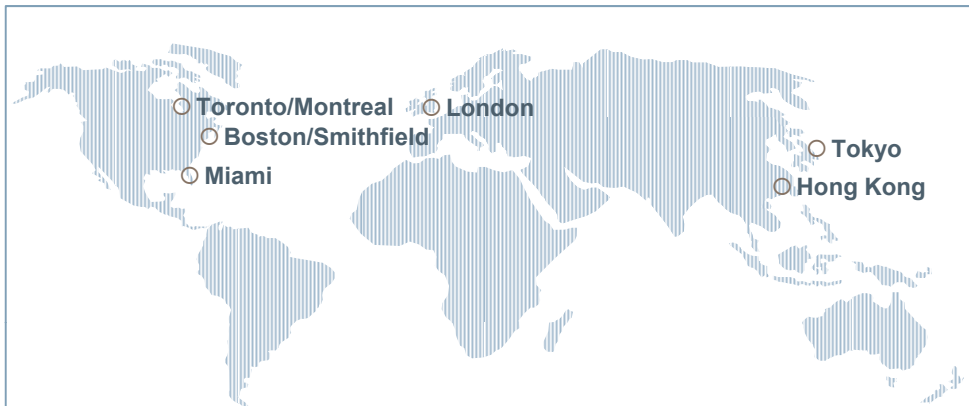 Toronto/Montreal
London
Boston/Smithfield
Tokyo
Miami
Hong Kong